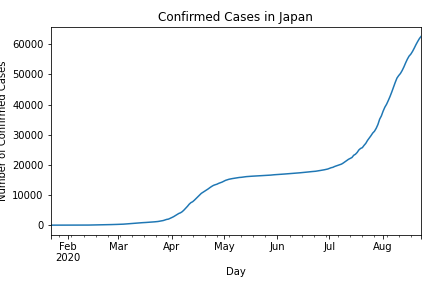 Confirmed Cases in Japan
Number of Confirmed Cases
60000
50000
40000
30000
20000
10000
0
Feb Mar Apr May Jun Jul Aug
2020
Day